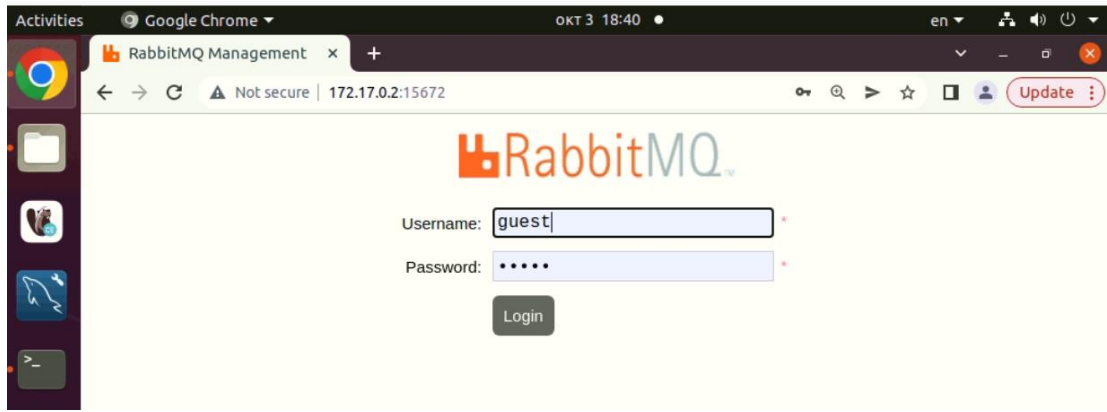 Activities Google Chrome окт 3 18:40 en
RabbitMQ Management
Not secure 172.17.0.2:15672 Update
RabbitMQ
Username: guest *
Password: ••••• *
Login